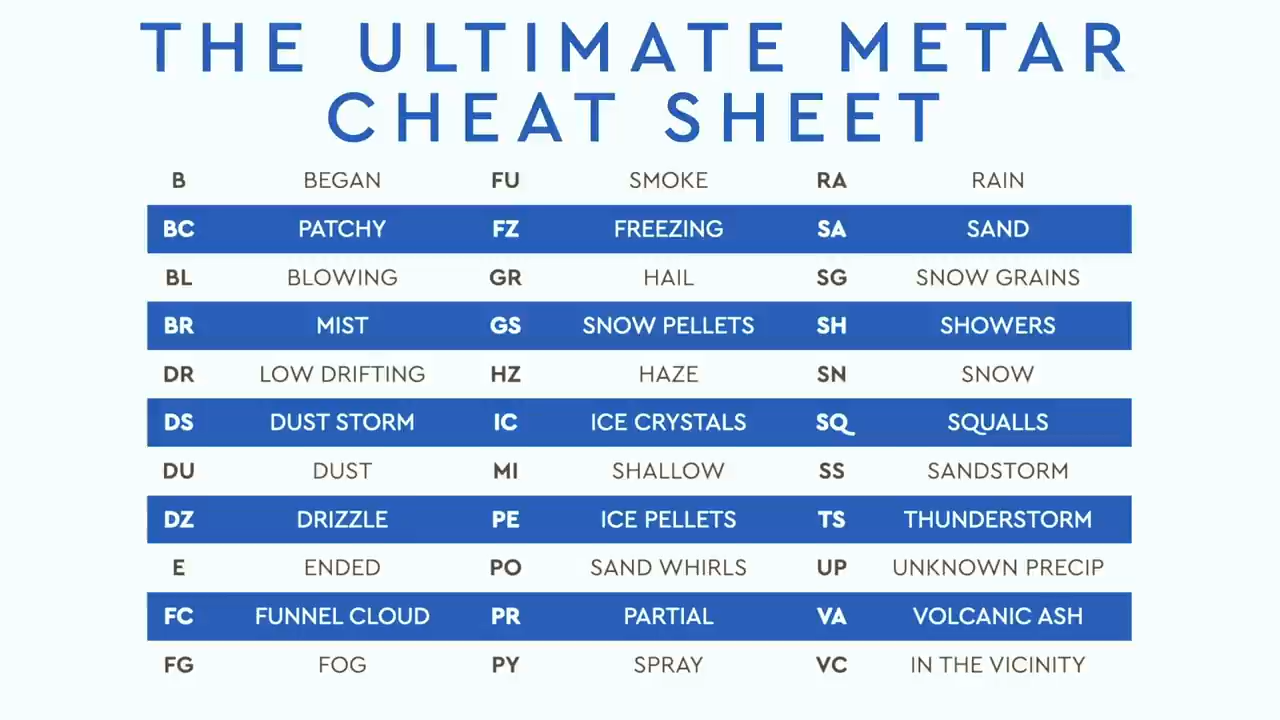 THE ULTIMATE METAR
CHEAT SHEET
B BEGAN FU SMOKE RA RAIN
BC PATCHY FZ FREEZING SA SAND
BL BLOWING GR HAIL SG SNOW GRAINS
BR MIST GS SNOW PELLETS SH SHOWERS
DR LOW DRIFTING HZ HAZE SN SNOW
DS DUST STORM IC ICE CRYSTALS SQ SQUALLS
DU DUST MI SHALLOW SS SANDSTORM
DZ DRIZZLE PE ICE PELLETS TS THUNDERSTORM
E ENDED PO SAND WHIRLS UP UNKNOWN PRECIP
FC FUNNEL CLOUD PR PARTIAL VA VOLCANIC ASH
FG FOG PY SPRAY VC IN THE VICINITY